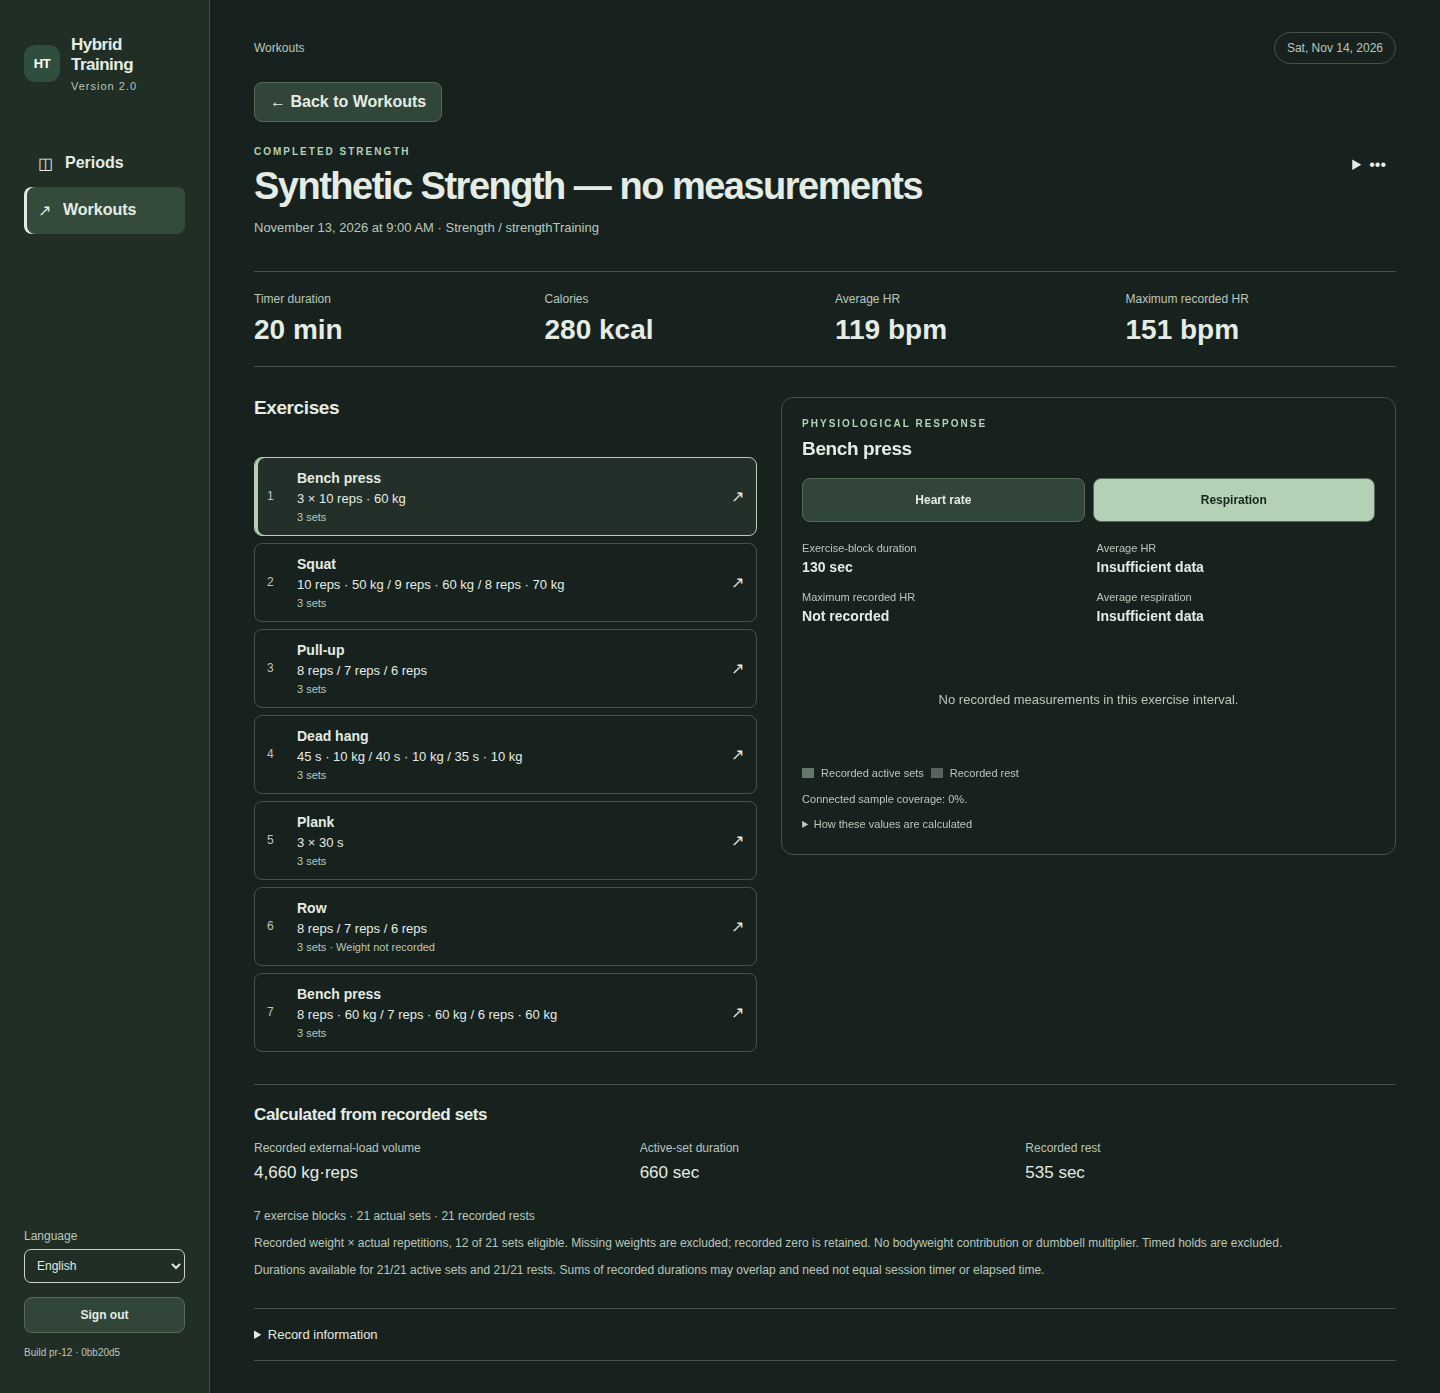 HT
Hybrid
Training
Version 2.0
Periods
Workouts
Language
English
Sign out
Build pr-12 · 0bb20d5
Workouts
Sat, Nov 14, 2026
← Back to Workouts
COMPLETED STRENGTH
Synthetic Strength — no measurements
November 13, 2026 at 9:00 AM · Strength / strengthTraining
Timer duration
20 min
Calories
280 kcal
Average HR
119 bpm
Maximum recorded HR
151 bpm
Exercises
1
Bench press
3 × 10 reps · 60 kg
3 sets
2
Squat
10 reps · 50 kg / 9 reps · 60 kg / 8 reps · 70 kg
3 sets
3
Pull-up
8 reps / 7 reps / 6 reps
3 sets
4
Dead hang
45 s · 10 kg / 40 s · 10 kg / 35 s · 10 kg
3 sets
5
Plank
3 × 30 s
3 sets
6
Row
8 reps / 7 reps / 6 reps
3 sets · Weight not recorded
7
Bench press
8 reps · 60 kg / 7 reps · 60 kg / 6 reps · 60 kg
3 sets
PHYSIOLOGICAL RESPONSE
Bench press
Heart rate
Respiration
Exercise-block duration
130 sec
Average HR
Insufficient data
Maximum recorded HR
Not recorded
Average respiration
Insufficient data
No recorded measurements in this exercise interval.
Recorded active sets
Recorded rest
Connected sample coverage: 0%.
How these values are calculated
Calculated from recorded sets
Recorded external-load volume
4,660 kg·reps
Active-set duration
660 sec
Recorded rest
535 sec
7 exercise blocks · 21 actual sets · 21 recorded rests
Recorded weight × actual repetitions, 12 of 21 sets eligible. Missing weights are excluded; recorded zero is retained. No bodyweight contribution or dumbbell multiplier. Timed holds are excluded.
Durations available for 21/21 active sets and 21/21 rests. Sums of recorded durations may overlap and need not equal session timer or elapsed time.
Record information